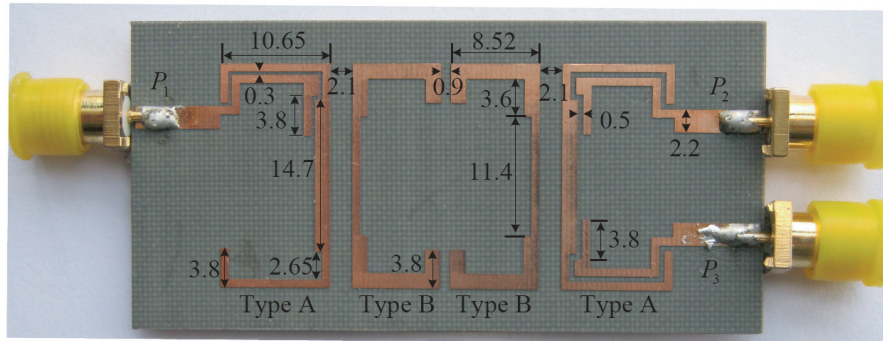 10.65
8.52
P1
2.1
0.9
2.1
P2
0.3
3.6
3.8
0.5
2.2
14.7
11.4
3.8
3.8
2.65
3.8
P3
Type A
Type B
Type B
Type A